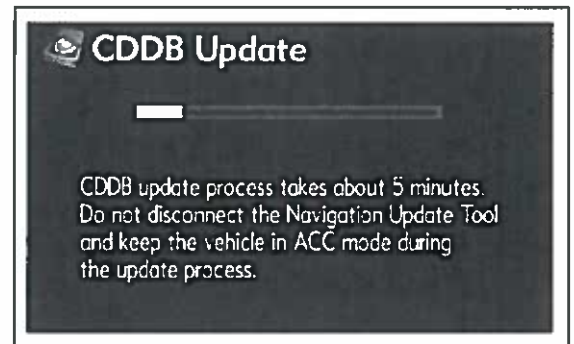 CDDB Update
CDDB update process takes about 5 minutes.
Do not disconnect the Navigation Update Tool
and keep the vehicle in ACC mode during
the update process.